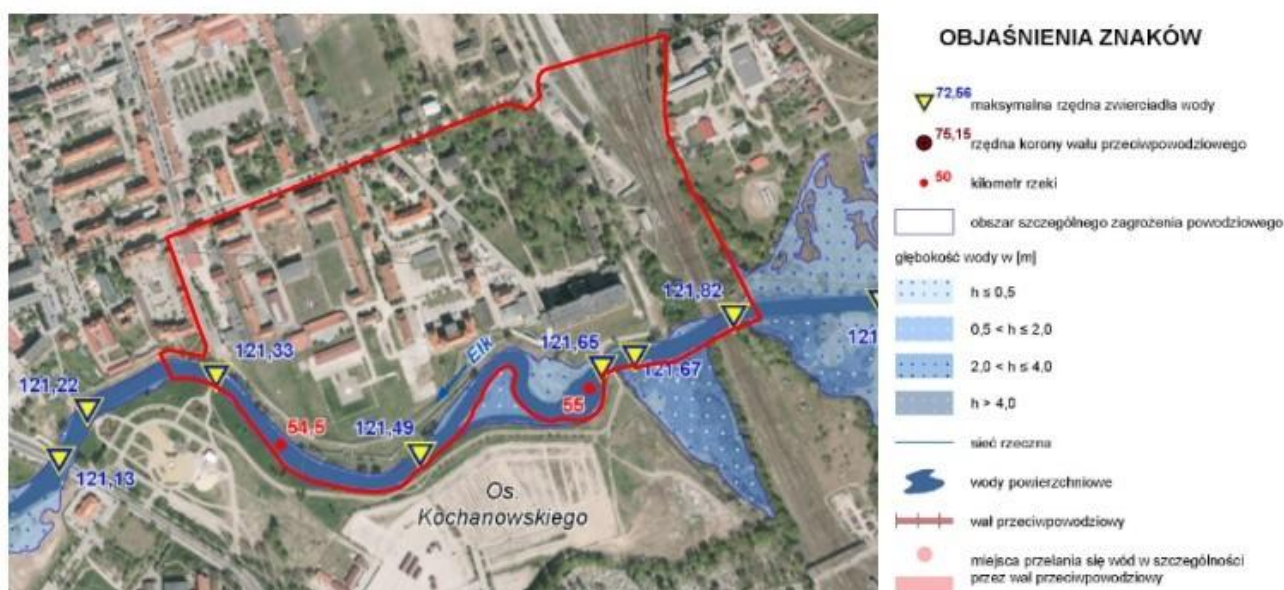 OBJAŚNIENIA ZNAKÓW
72,56
maksymalna rzędna zwierciadła wody
75,15
rzędna korony wału przeciwpowodziowego
50
kilometr rzeki
obszar szczególnego zagrożenia powodziowego
głębokość wody w [m]
h ≤ 0,5
0,5 < h ≤ 2,0
2,0 < h ≤ 4,0
h > 4,0
sieć rzeczna
wody powierzchniowe
wał przeciwpowodziowy
miejsca przelania się wód w szczególności
przez wał przeciwpowodziowy
121,82
121,65
121,67
121,33
Ełk
121,22
55
54,5
121,49
121,13
Os.
Kochanowskiego